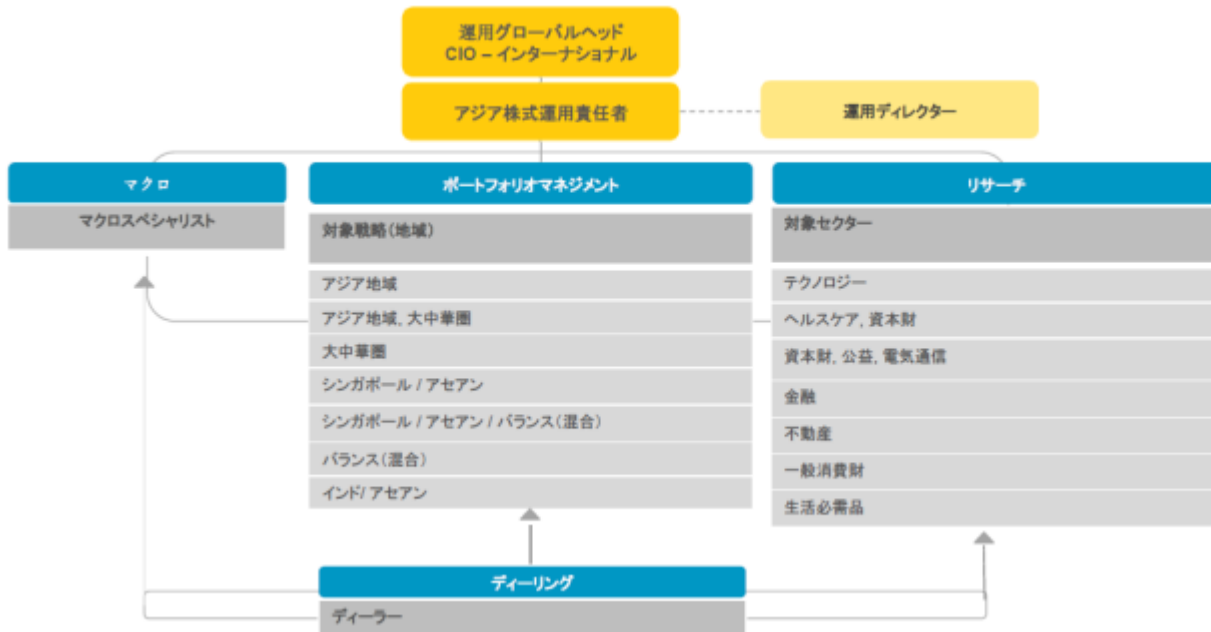 運用グローバルヘッド
CIO – インターナショナル
アジア株式運用責任者
運用ディレクター
マクロ
マクロスペシャリスト
ポートフォリオマネジメント
対象戦略(地域)
アジア地域
アジア地域, 大中華圏
大中華圏
シンガポール / アセアン
シンガポール / アセアン / バランス(混合)
バランス(混合)
インド/ アセアン
リサーチ
対象セクター
テクノロジー
ヘルスケア, 資本財
資本財, 公益, 電気通信
金融
不動産
一般消費財
生活必需品
ディーリング
ディーラー